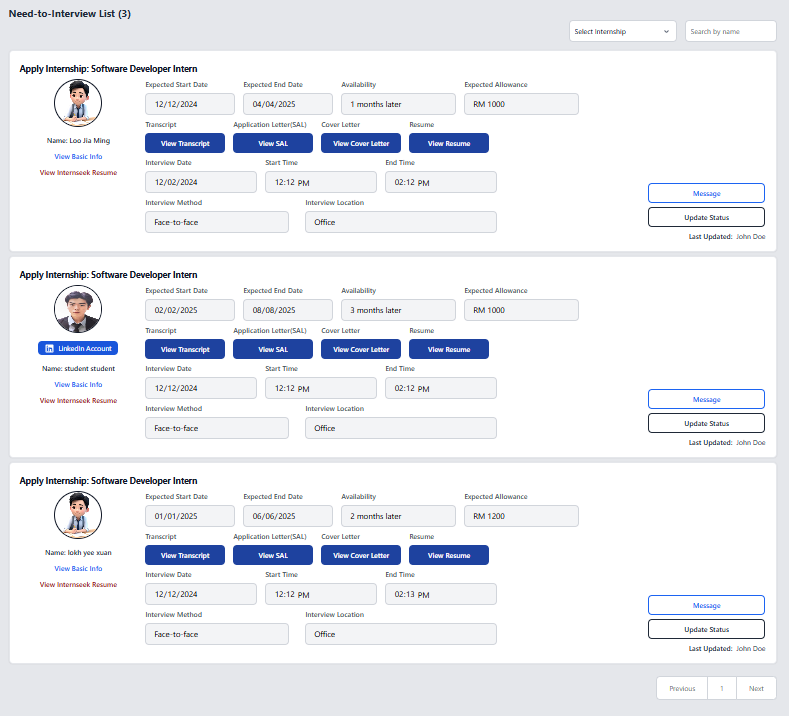 Need-to-Interview List (3)
Select Internship
Search by name
Apply Internship: Software Developer Intern
Expected Start Date Expected End Date Availability Expected Allowance
12/12/2024 04/04/2025 1 months later RM 1000
Transcript Application Letter(SAL) Cover Letter Resume
View Transcript View SAL View Cover Letter View Resume
Name: Loo Jia Ming
View Basic Info
View Internseek Resume
Interview Date Start Time End Time
12/02/2024 12:12 PM 02:12 PM
Interview Method Interview Location
Face-to-face Office
Message
Update Status
Last Updated: John Doe
Apply Internship: Software Developer Intern
Expected Start Date Expected End Date Availability Expected Allowance
02/02/2025 08/08/2025 3 months later RM 1000
Transcript Application Letter(SAL) Cover Letter Resume
View Transcript View SAL View Cover Letter View Resume
in LinkedIn Account
Name: student student
View Basic Info
View Internseek Resume
Interview Date Start Time End Time
12/12/2024 12:12 PM 02:12 PM
Interview Method Interview Location
Face-to-face Office
Message
Update Status
Last Updated: John Doe
Apply Internship: Software Developer Intern
Expected Start Date Expected End Date Availability Expected Allowance
01/01/2025 06/06/2025 2 months later RM 1200
Transcript Application Letter(SAL) Cover Letter Resume
View Transcript View SAL View Cover Letter View Resume
Name: lokh yee xuan
View Basic Info
View Internseek Resume
Interview Date Start Time End Time
12/12/2024 12:12 PM 02:13 PM
Interview Method Interview Location
Face-to-face Office
Message
Update Status
Last Updated: John Doe
Previous 1 Next